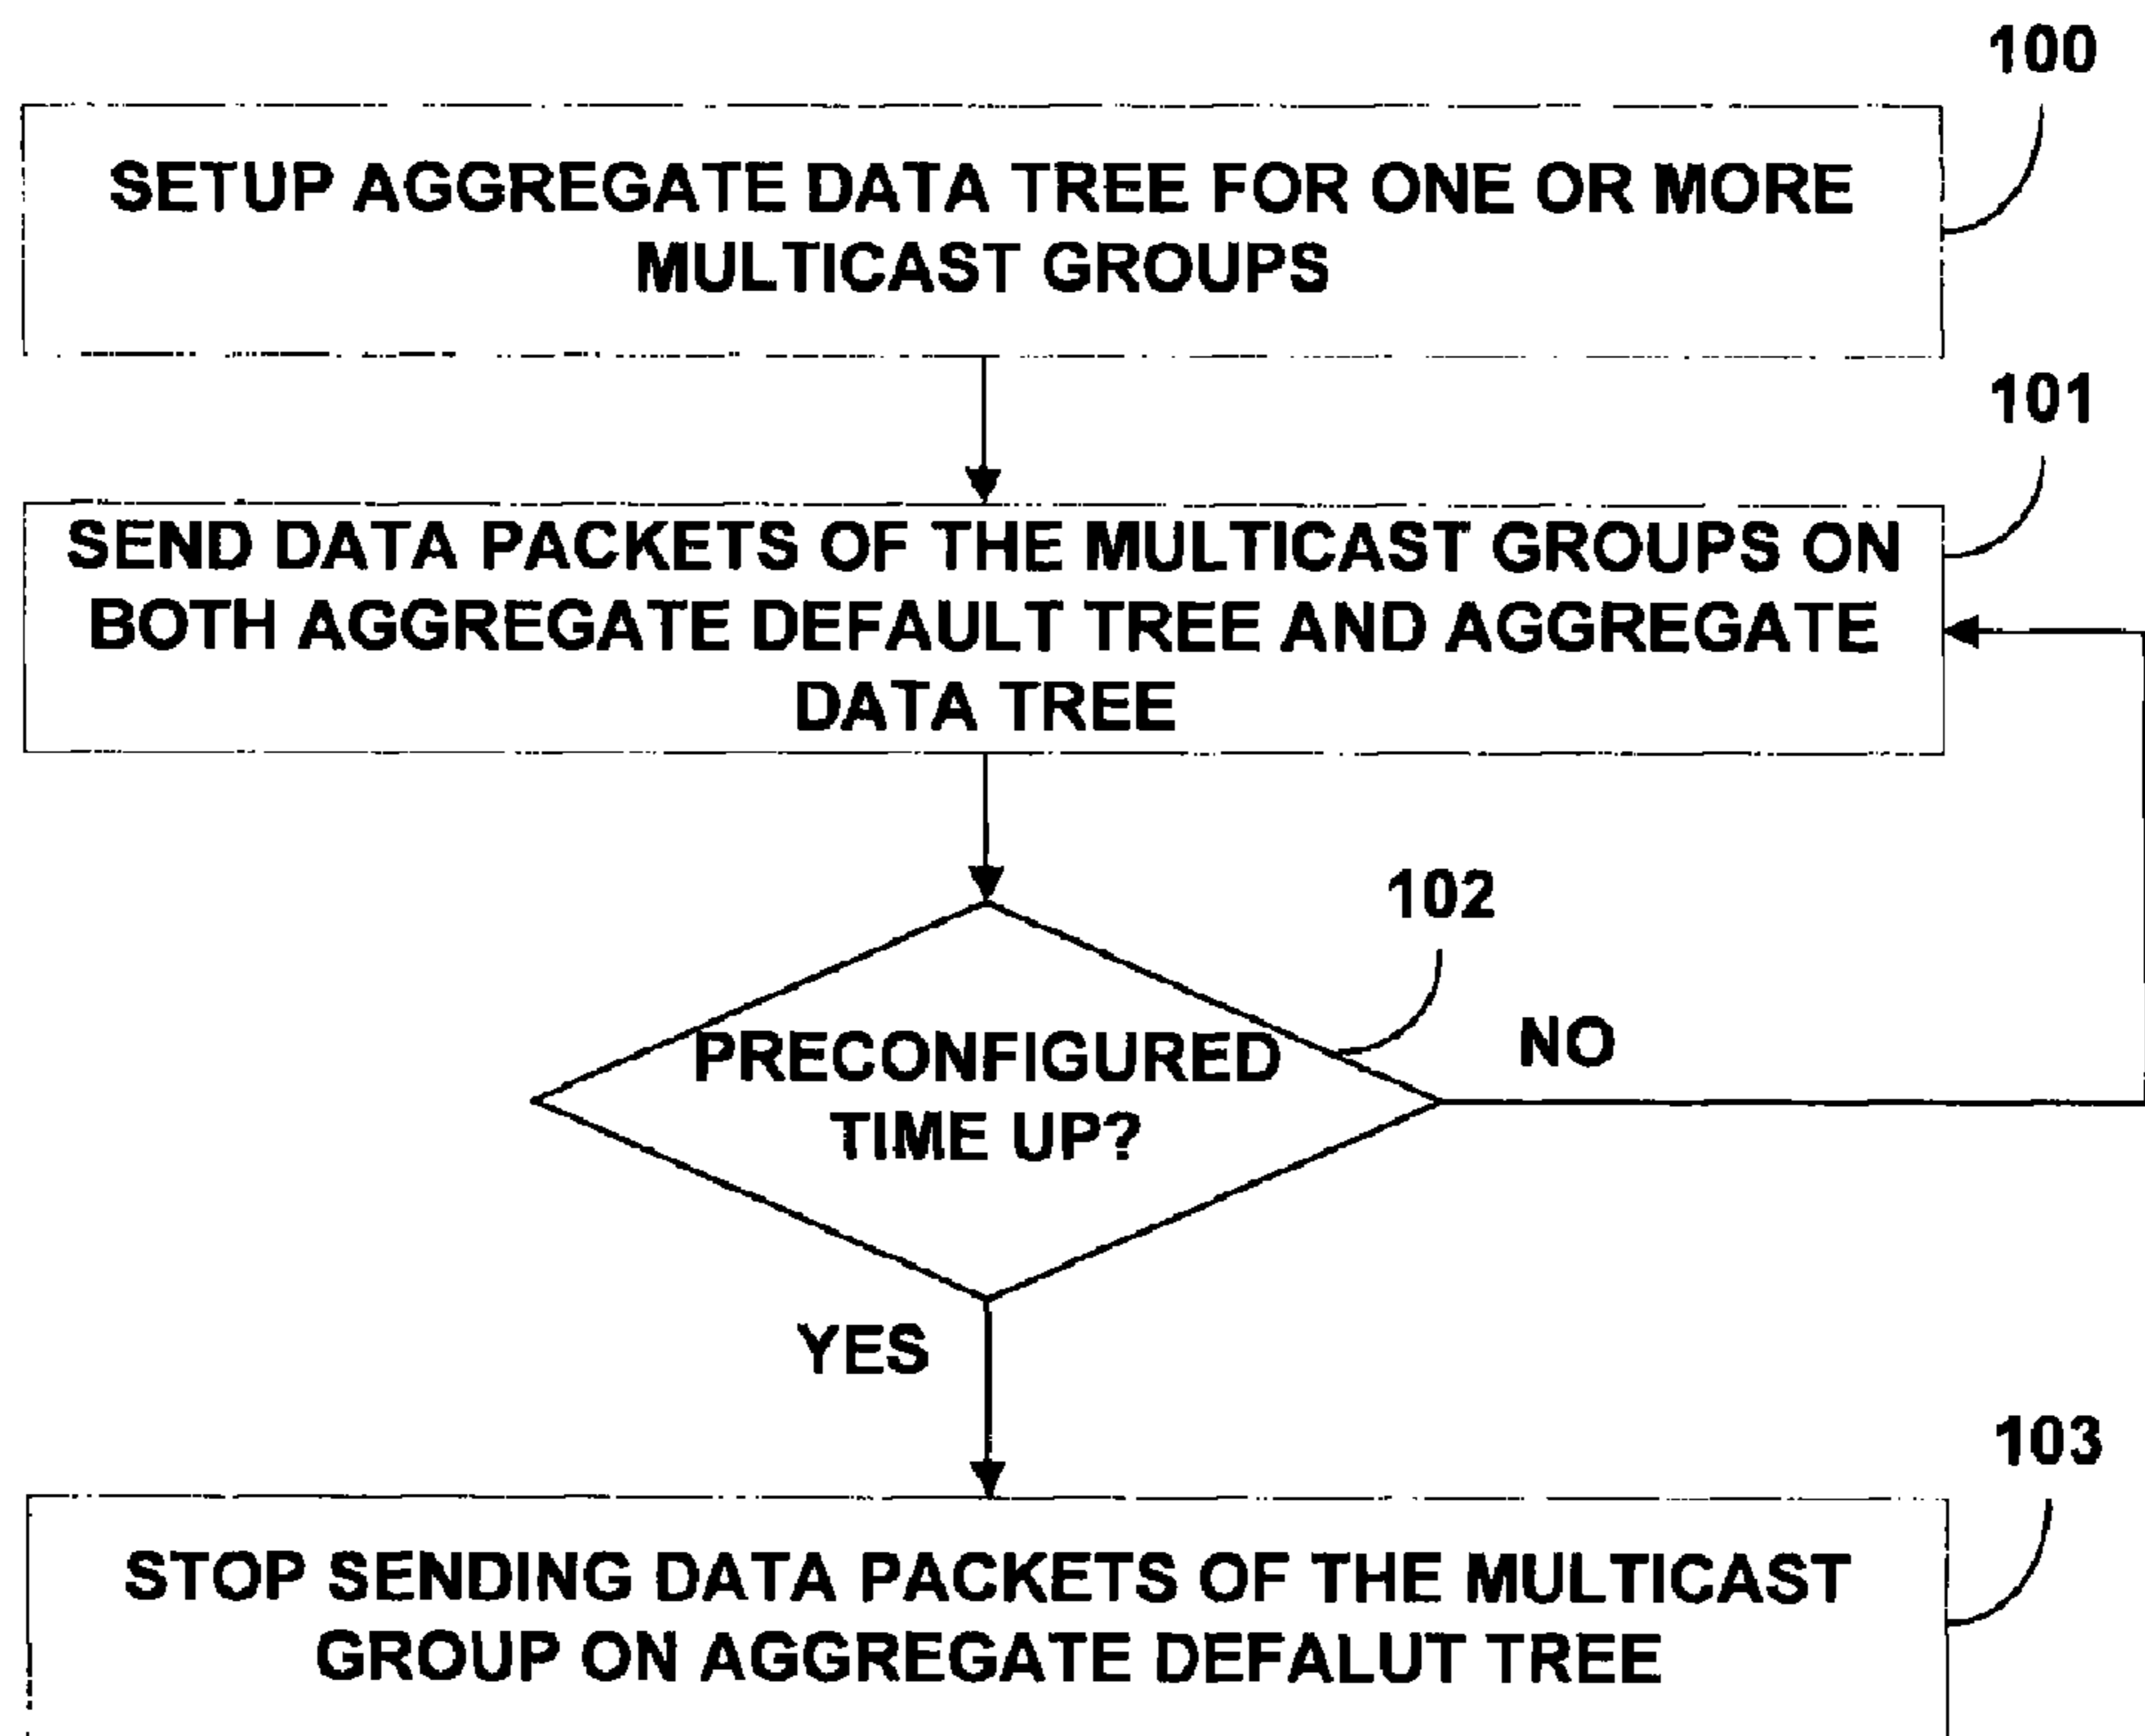 100
SETUP AGGREGATE DATA TREE FOR ONE OR MORE
MULTICAST GROUPS
101
SEND DATA PACKETS OF THE MULTICAST GROUPS ON
BOTH AGGREGATE DEFAULT TREE AND AGGREGATE
DATA TREE
102
PRECONFIGURED
TIME UP?
NO
YES
103
STOP SENDING DATA PACKETS OF THE MULTICAST
GROUP ON AGGREGATE DEFALUT TREE